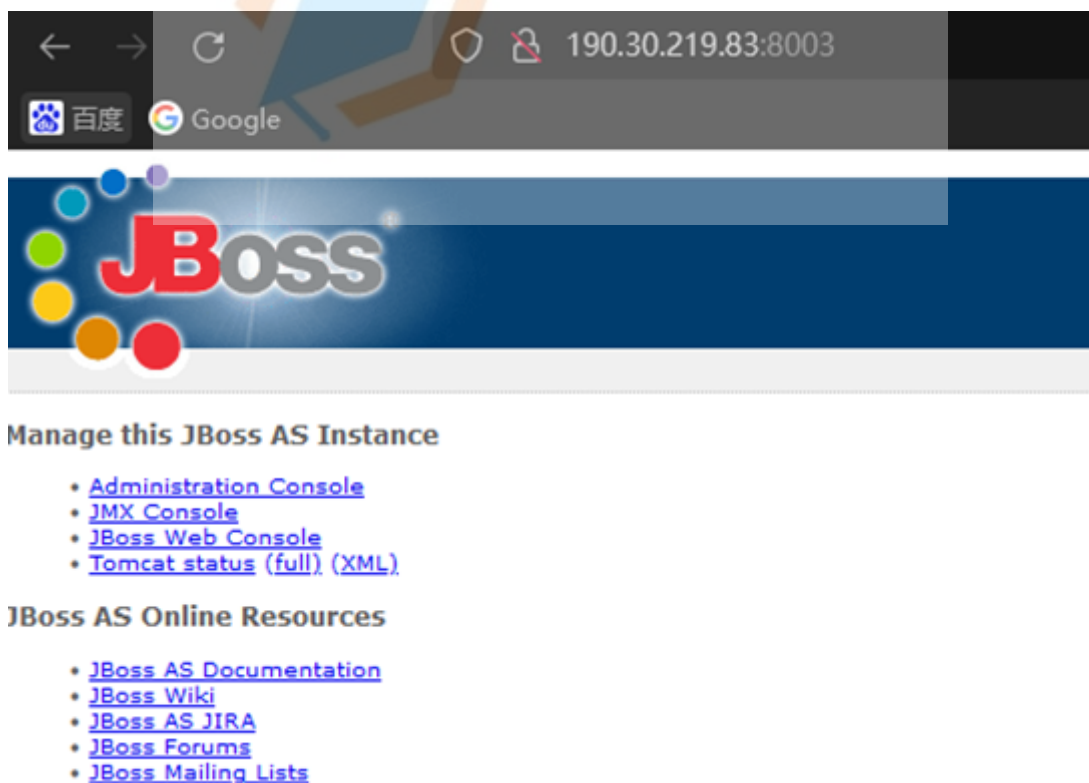 190.30.219.83:8003
百度 Google
JBoss
Manage this JBoss AS Instance
Administration Console
JMX Console
JBoss Web Console
Tomcat status (full) (XML)
JBoss AS Online Resources
JBoss AS Documentation
JBoss Wiki
JBoss AS JIRA
JBoss Forums
JBoss Mailing Lists